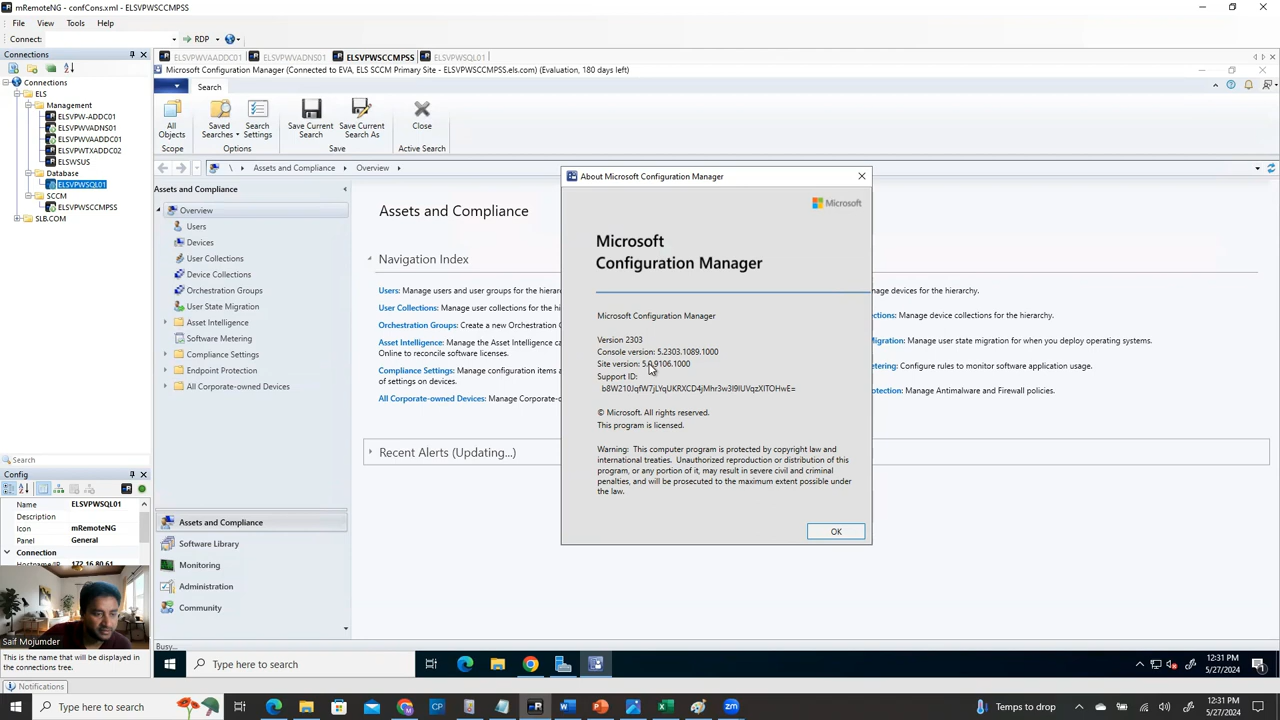 mRemoteNG - confCons.xml - ELSVPWSCCMPSS
File View Tools Help
Connect: RDP
Connections
ELSVPWVAADDC01 ELSVPWVADNS01 ELSVPWSCCMPSS ELSVPWSQL01
Microsoft Configuration Manager (Connected to EVA, ELS SCCM Primary Site - ELSVPWSCCMPSS.els.com) (Evaluation, 180 days left)
Connections
ELS
Management
ELSVPW-ADDC01
ELSVPWVADNS01
ELSVPWVAADDC01
ELSVPWTXADDC02
ELSWSUS
Database
ELSVPWSQL01
SCCM
ELSVPWSCCMPSS
SLB.COM
Search
All Objects
Saved Searches
Search Settings
Save Current Search
Save Current Search As
Close
Scope Options Save Active Search
\ Assets and Compliance Overview
Assets and Compliance
Overview
Users
Devices
User Collections
Device Collections
Orchestration Groups
User State Migration
Asset Intelligence
Software Metering
Compliance Settings
Endpoint Protection
All Corporate-owned Devices
Assets and Compliance
Software Library
Monitoring
Administration
Community
Assets and Compliance
Navigation Index
Users: Manage users and user groups for the hierar
User Collections: Manage user collections for the hi
Orchestration Groups: Create a new Orchestration
Asset Intelligence: Manage the Asset Intelligence ca
Online to reconcile software licenses.
Compliance Settings: Manage configuration items a
of settings on devices.
All Corporate-owned Devices: Manage Corporate-o
nage devices for the hierarchy.
ections: Manage device collections for the hierarchy.
Migration: Manage user state migration for when you deploy operating systems.
etering: Configure rules to monitor software application usage.
otection: Manage Antimalware and Firewall policies.
Recent Alerts (Updating...)
About Microsoft Configuration Manager
Microsoft
Microsoft
Configuration Manager
Microsoft Configuration Manager
Version 2303
Console version: 5.2303.1089.1000
Site version: 5.0.9106.1000
Support ID:
© Microsoft. All rights reserved.
This program is licensed.
Warning: This computer program is protected by copyright law and
international treaties. Unauthorized reproduction or distribution of this
program, or any portion of it, may result in severe civil and criminal
penalties, and will be prosecuted to the maximum extent possible under
the law.
OK
Search
Config
Name ELSVPWSQL01
Description
Icon mRemoteNG
Panel General
Connection
Saif Mojumder
This is the name that will be displayed in
the connections tree.
Notifications
Busy...
Type here to search
12:31 PM
5/27/2024
Type here to search
Temps to drop
12:31 PM
5/27/2024